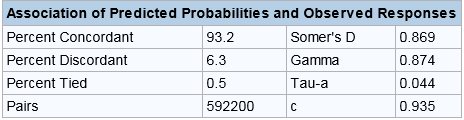 Association of Predicted Probabilities and Observed Responses
Percent Concordant 93.2 Somer's D 0.869
Percent Discordant 6.3 Gamma 0.874
Percent Tied 0.5 Tau-a 0.044
Pairs 592200 c 0.935